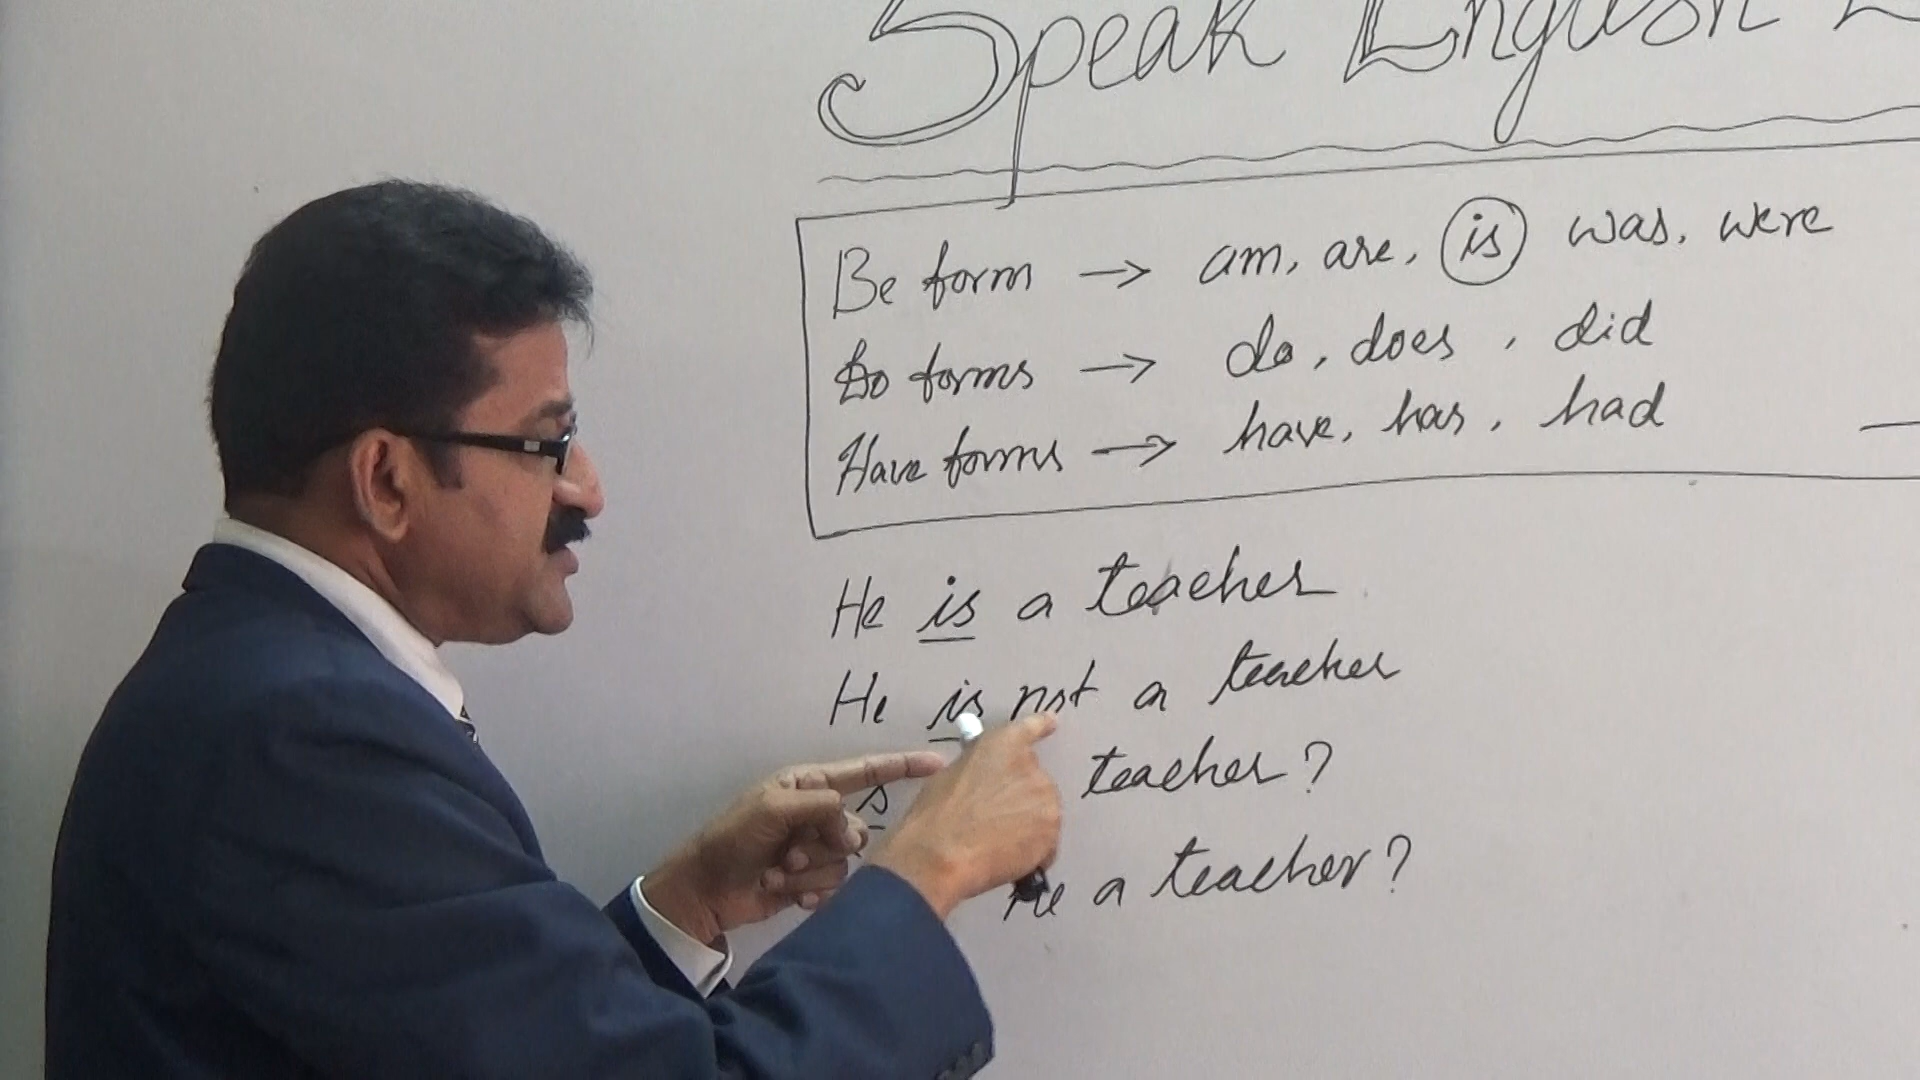 Speak English
Be form → am, are, is was, were
Do forms → do, does, did
Have forms → have, has, had
He is a teacher
He is not a teacher
teacher?
He a teacher?